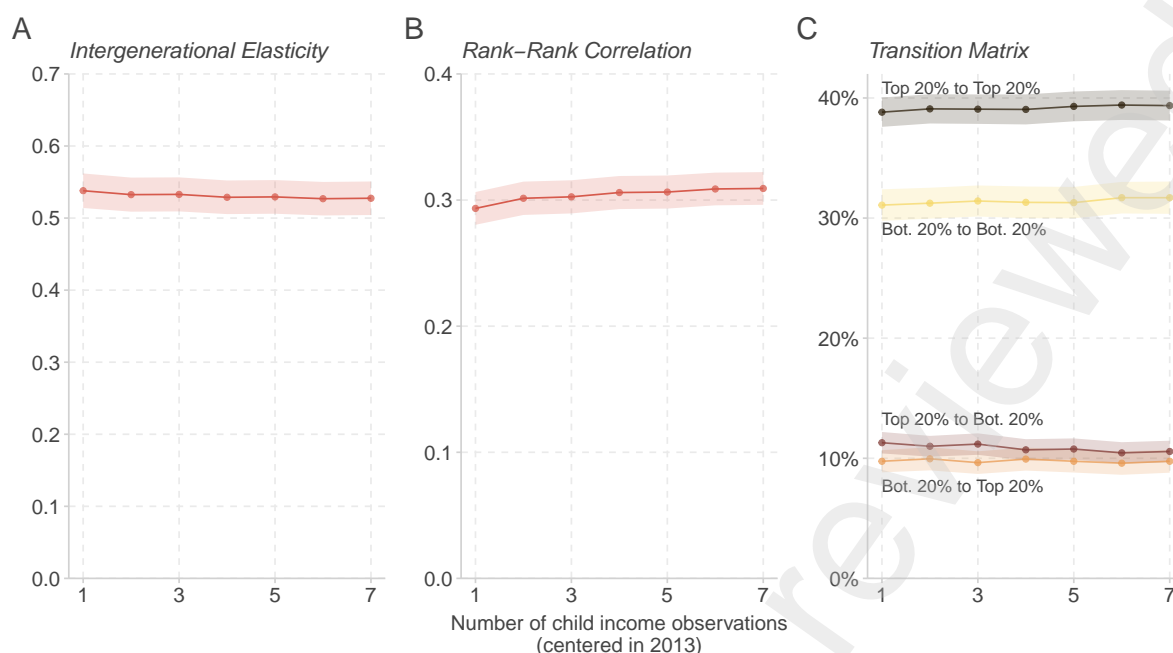 A
Intergenerational Elasticity
0.7
0.6
0.5
0.4
0.3
0.2
0.1
0.0
1
3
5
7
B
Rank−Rank Correlation
0.4
0.3
0.2
0.1
0.0
1
3
5
7
Number of child income observations
(centered in 2013)
C
Transition Matrix
40%
30%
20%
10%
0%
Top 20% to Top 20%
Bot. 20% to Bot. 20%
Top 20% to Bot. 20%
Bot. 20% to Top 20%
1
3
5
7
reviewed